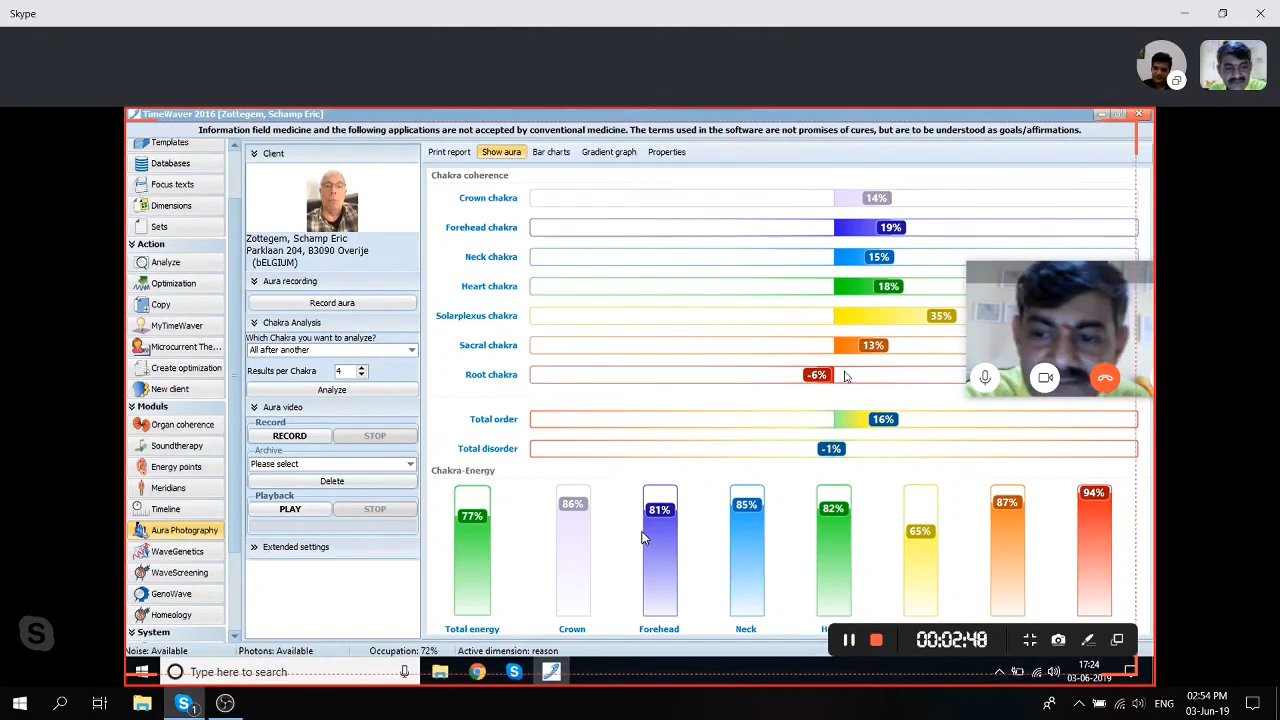 Skype
TimeWaver 2016 [Zottegem, Schamp Eric]
Information field medicine and the following applications are not accepted by conventional medicine. The terms used in the software are not promises of cures, but are to be understood as goals/affirmations.
Templates
Databases
Focus texts
Dimensions
Sets
Action
Analyze
Optimization
Copy
MyTimeWaver
Microcurrent The...
Create optimization
New client
Moduls
Organ coherence
Soundtherapy
Energy points
Meridians
Timeline
Aura Photography
WaveGenetics
WaveScreening
GenoWave
Homeology
System
Client
Zottegem, Schamp Eric
Parklaan 204, B3090 Overije
(bELGIUM)
Aura recording
Record aura
Chakra Analysis
Which Chakra you want to analyze?
All after another
Results per Chakra 4
Analyze
Aura video
Record
RECORD STOP
Archive
Please select
Delete
Playback
PLAY STOP
Extended settings
Print report Show aura Bar charts Gradient graph Properties
Chakra coherence
Crown chakra 14%
Forehead chakra 19%
Neck chakra 15%
Heart chakra 18%
Solarplexus chakra 35%
Sacral chakra 13%
Root chakra -6%
Total order 16%
Total disorder -1%
Chakra-Energy
77% 86% 81% 85% 82% 65% 87% 94%
Total energy Crown Forehead Neck
00:02:48
Noise: Available Photons: Available Occupation: 72% Active dimension: reason
Type here to search
17:24
03-06-2019
S
1
ENG
02:54 PM
03-Jun-19